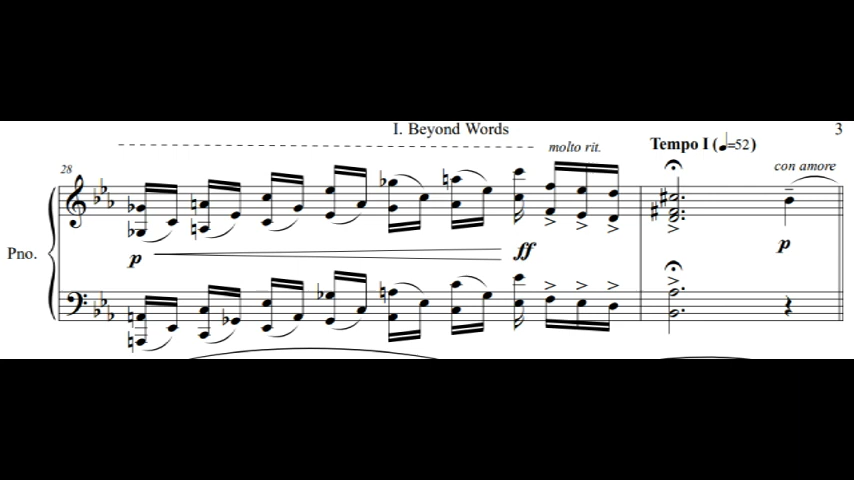 I. Beyond Words
3
molto rit.
Tempo I (♩=52)
28
con amore
Pno.
p
ff
p